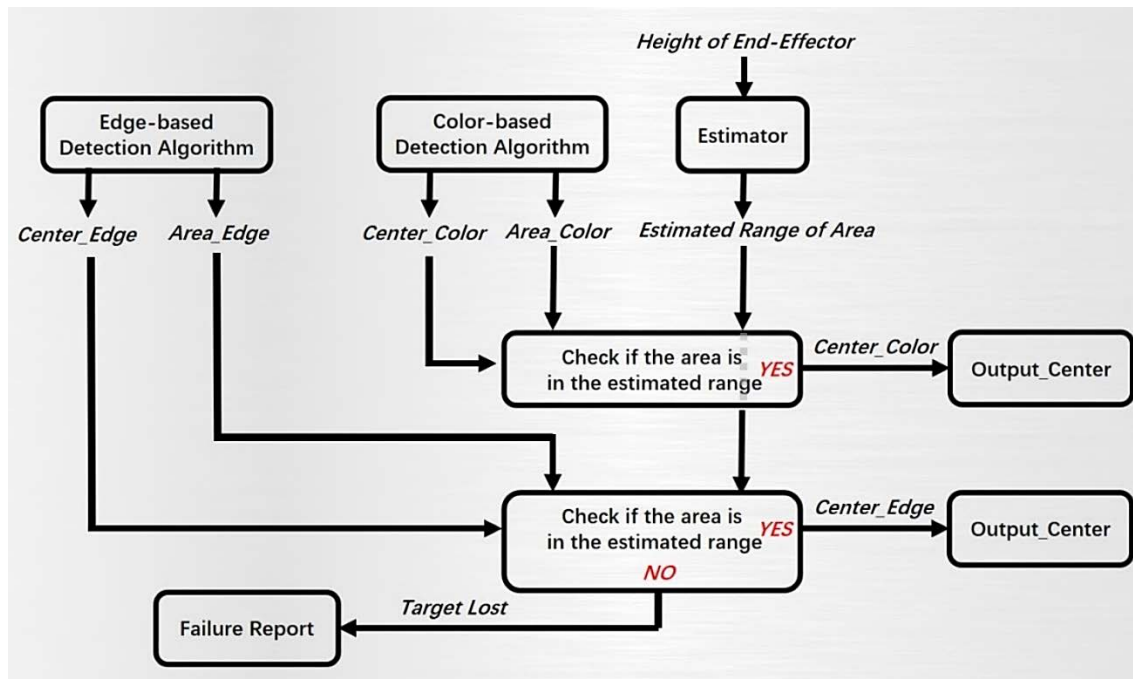 Height of End-Effector
Edge-based
Detection Algorithm
Color-based
Detection Algorithm
Estimator
Center_Edge
Area_Edge
Center_Color
Area_Color
Estimated Range of Area
Check if the area is
in the estimated range
YES
Center_Color
Output_Center
Check if the area is
in the estimated range
YES
NO
Center_Edge
Output_Center
Target Lost
Failure Report